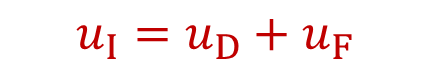 u_I = u_D + u_F